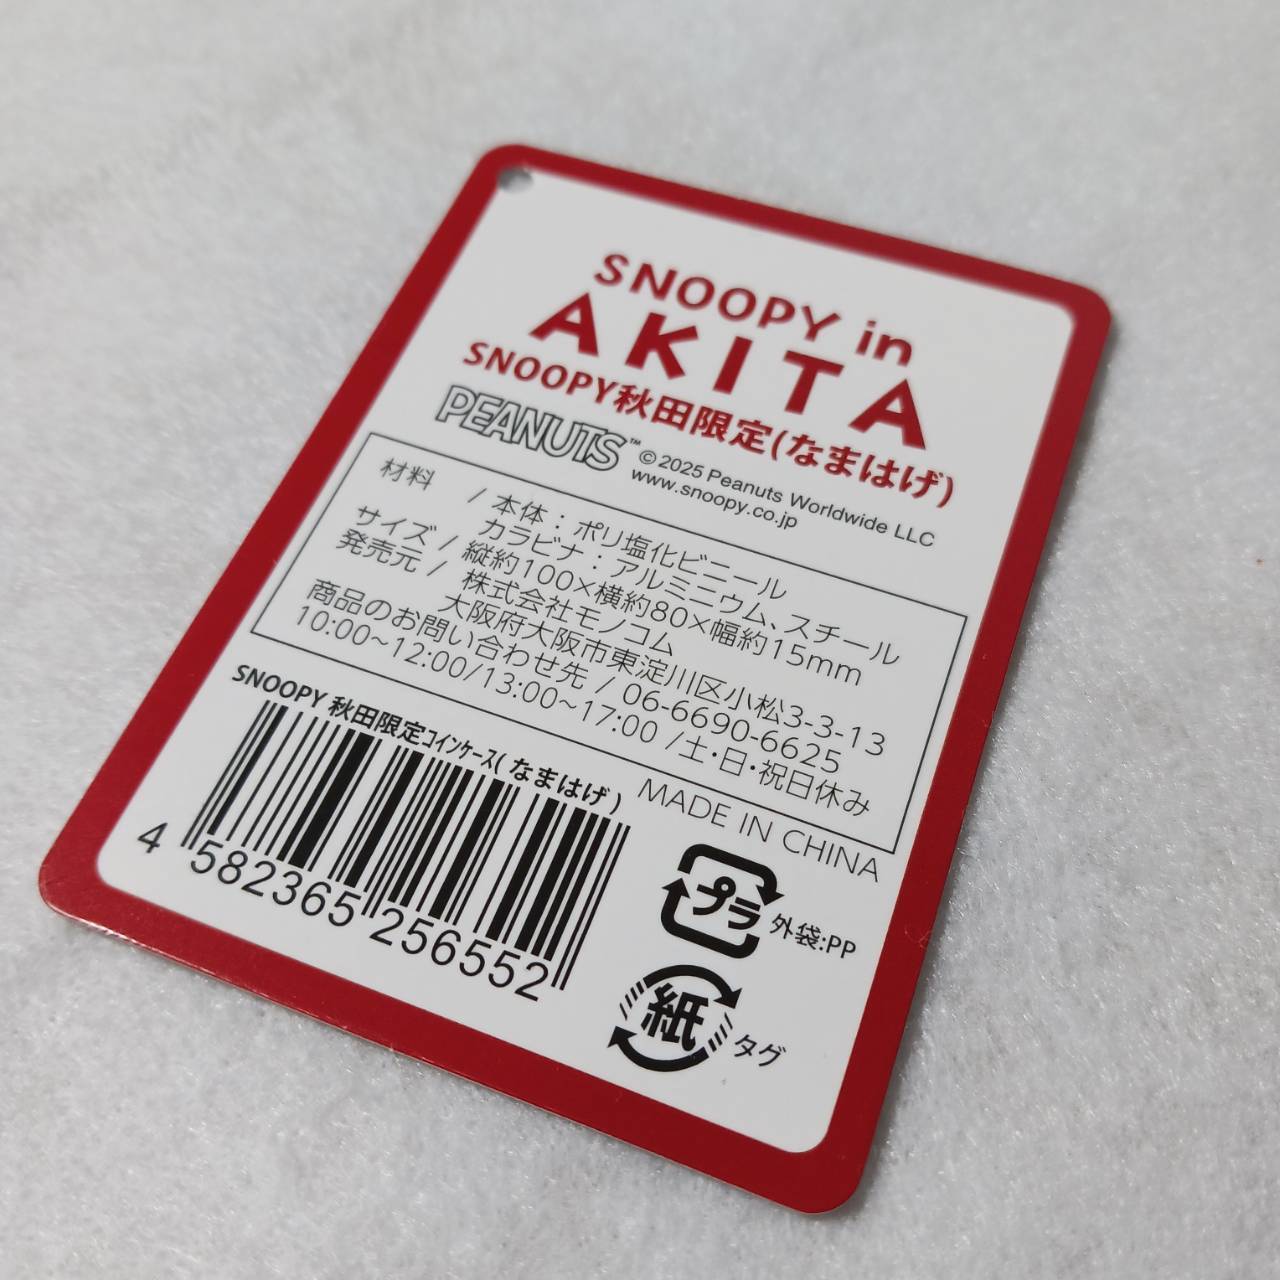 SNOOPY in
AKITA
SNOOPY秋田限定(なまはげ)
PEANUTS™ ©2025 Peanuts Worldwide LLC
www.snoopy.co.jp
材料 / 本体：ポリ塩化ビニール
カラビナ：アルミニウム、スチール
サイズ / 縦約100×横約80×幅約15mm
発売元 / 株式会社モノコム
大阪府大阪市東淀川区小松3-3-13
商品のお問い合わせ先 / 06-6690-6625
10:00~12:00/13:00~17:00 /土・日・祝日休み
SNOOPY 秋田限定コインケース(なまはげ)
MADE IN CHINA
4 582365 256552
プラ 外袋:PP
紙 タグ